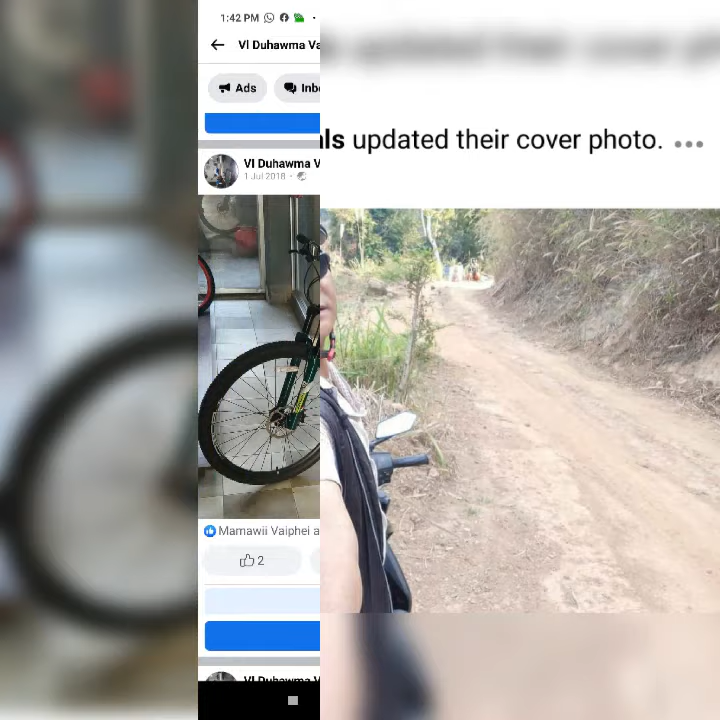 1:42 PM
Vl Duhawma Va
Ads
Inb
Vl Duhawma V
1 Jul 2018 ·
Mamawii Vaiphei a
2
Vl Duhawma V
ls updated their cover photo. •••